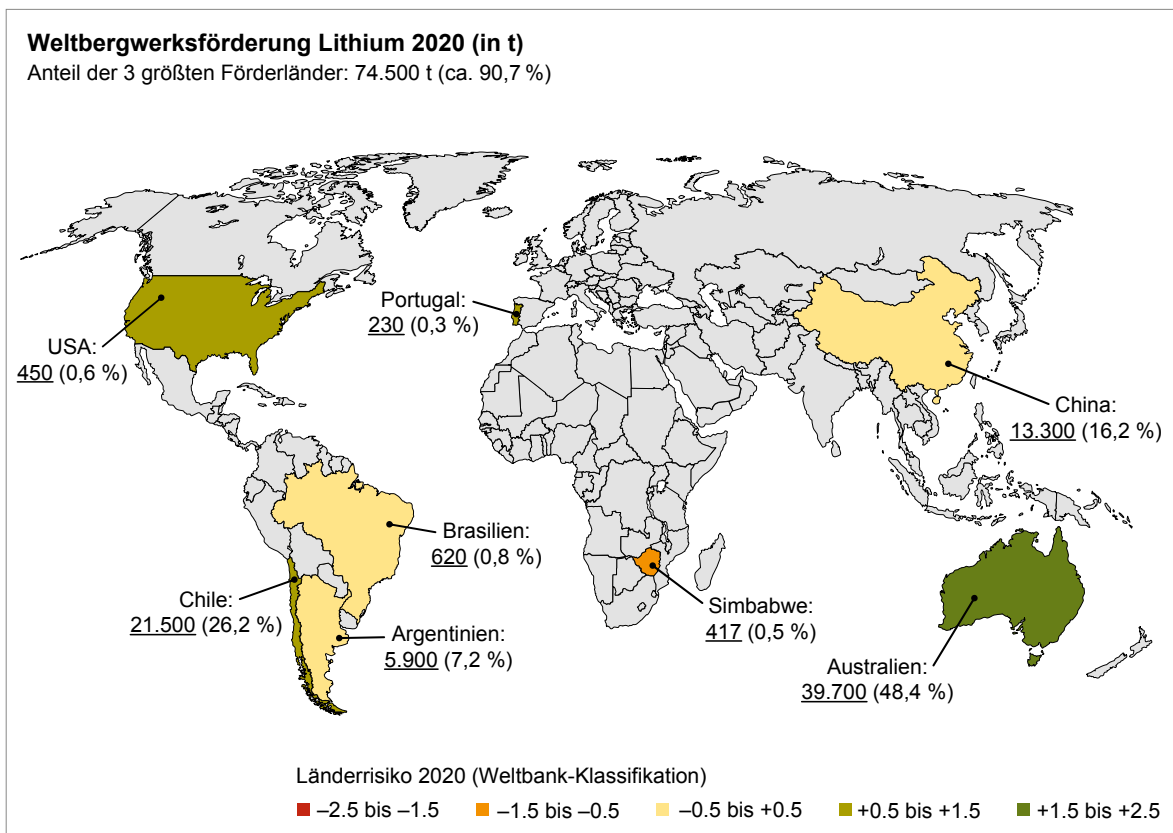 Weltbergwerksförderung Lithium 2020 (in t)
Anteil der 3 größten Förderländer: 74.500 t (ca. 90,7 %)
USA:
450 (0,6 %)
Portugal:
230 (0,3 %)
China:
13.300 (16,2 %)
Brasilien:
620 (0,8 %)
Chile:
21.500 (26,2 %)
Argentinien:
5.900 (7,2 %)
Simbabwe:
417 (0,5 %)
Australien:
39.700 (48,4 %)
Länderrisiko 2020 (Weltbank-Klassifikation)
–2.5 bis –1.5 –1.5 bis –0.5 –0.5 bis +0.5 +0.5 bis +1.5 +1.5 bis +2.5